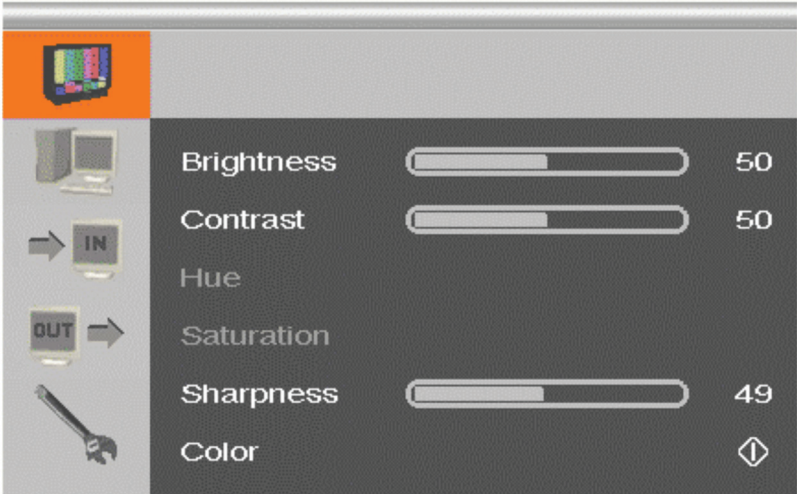 Brightness 50
Contrast 50
IN
Hue
OUT
Saturation
Sharpness 49
Color